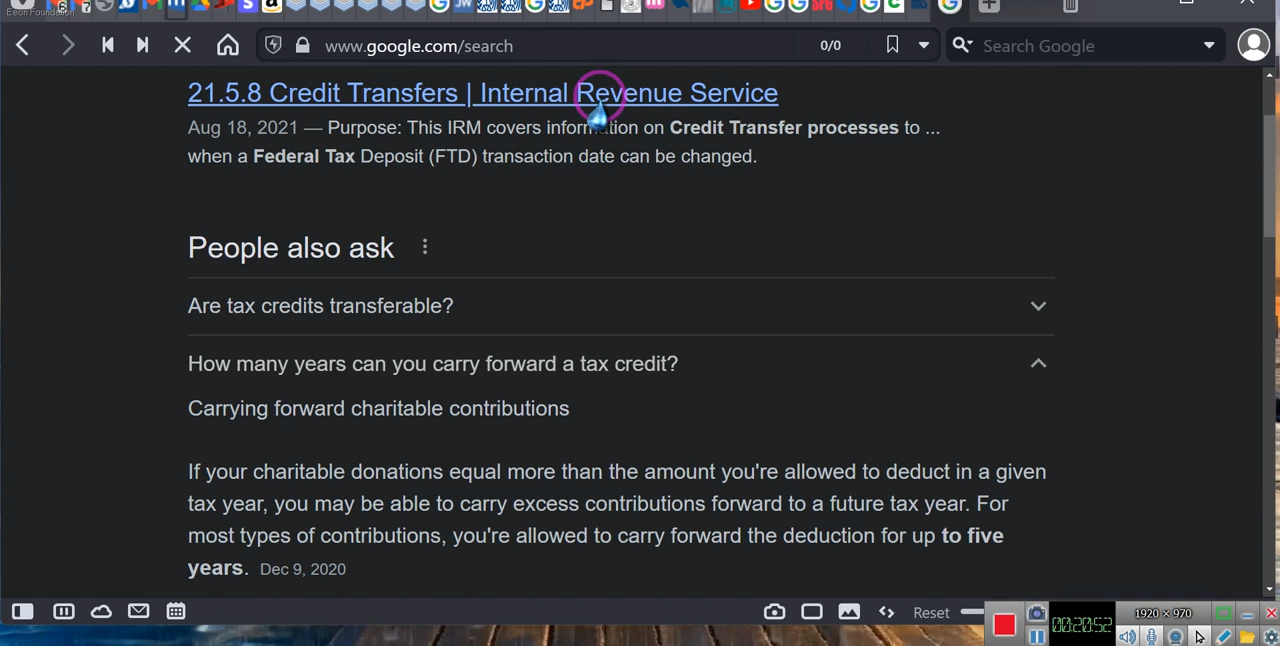 Eeon Foundation
www.google.com/search
0/0
Search Google
21.5.8 Credit Transfers | Internal Revenue Service
Aug 18, 2021 — Purpose: This IRM covers information on Credit Transfer processes to ...
when a Federal Tax Deposit (FTD) transaction date can be changed.
People also ask
Are tax credits transferable?
How many years can you carry forward a tax credit?
Carrying forward charitable contributions
If your charitable donations equal more than the amount you're allowed to deduct in a given
tax year, you may be able to carry excess contributions forward to a future tax year. For
most types of contributions, you're allowed to carry forward the deduction for up to five
years. Dec 9, 2020
Reset
00:20:52
1920 × 970